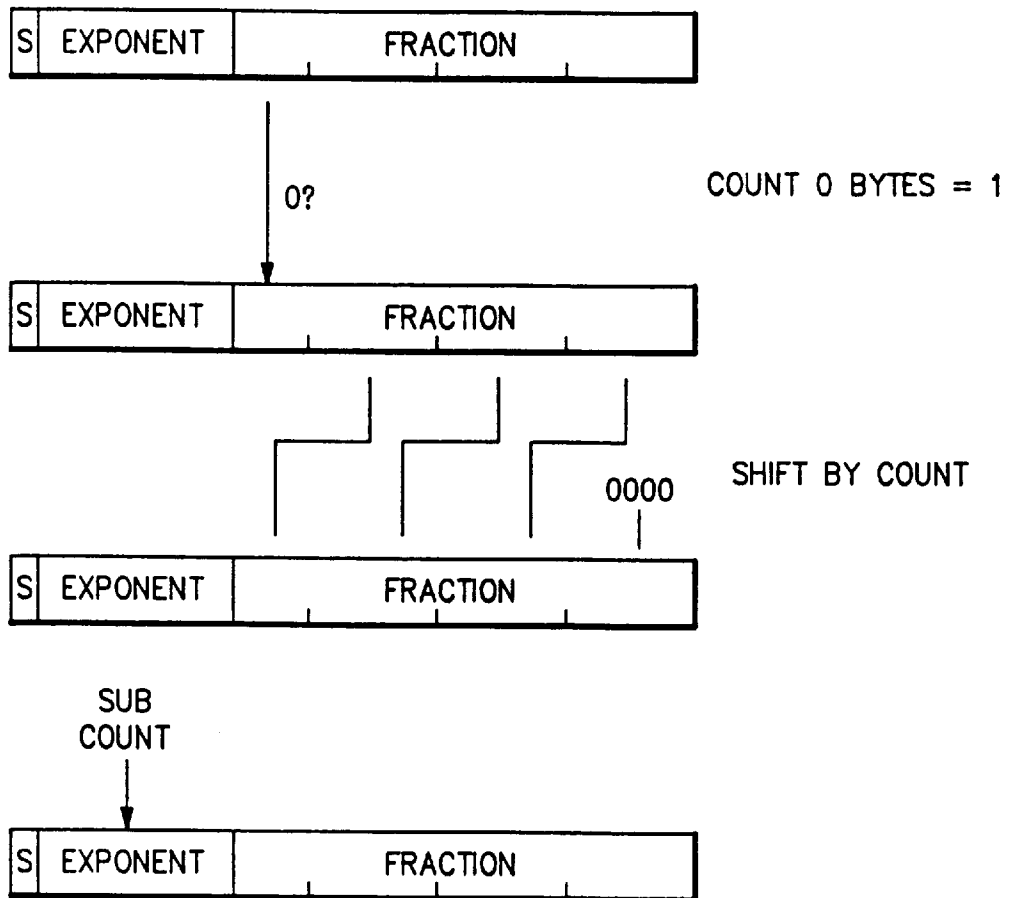 S EXPONENT FRACTION
0?
COUNT 0 BYTES = 1
S EXPONENT FRACTION
SHIFT BY COUNT
0000
S EXPONENT FRACTION
SUB
COUNT
S EXPONENT FRACTION